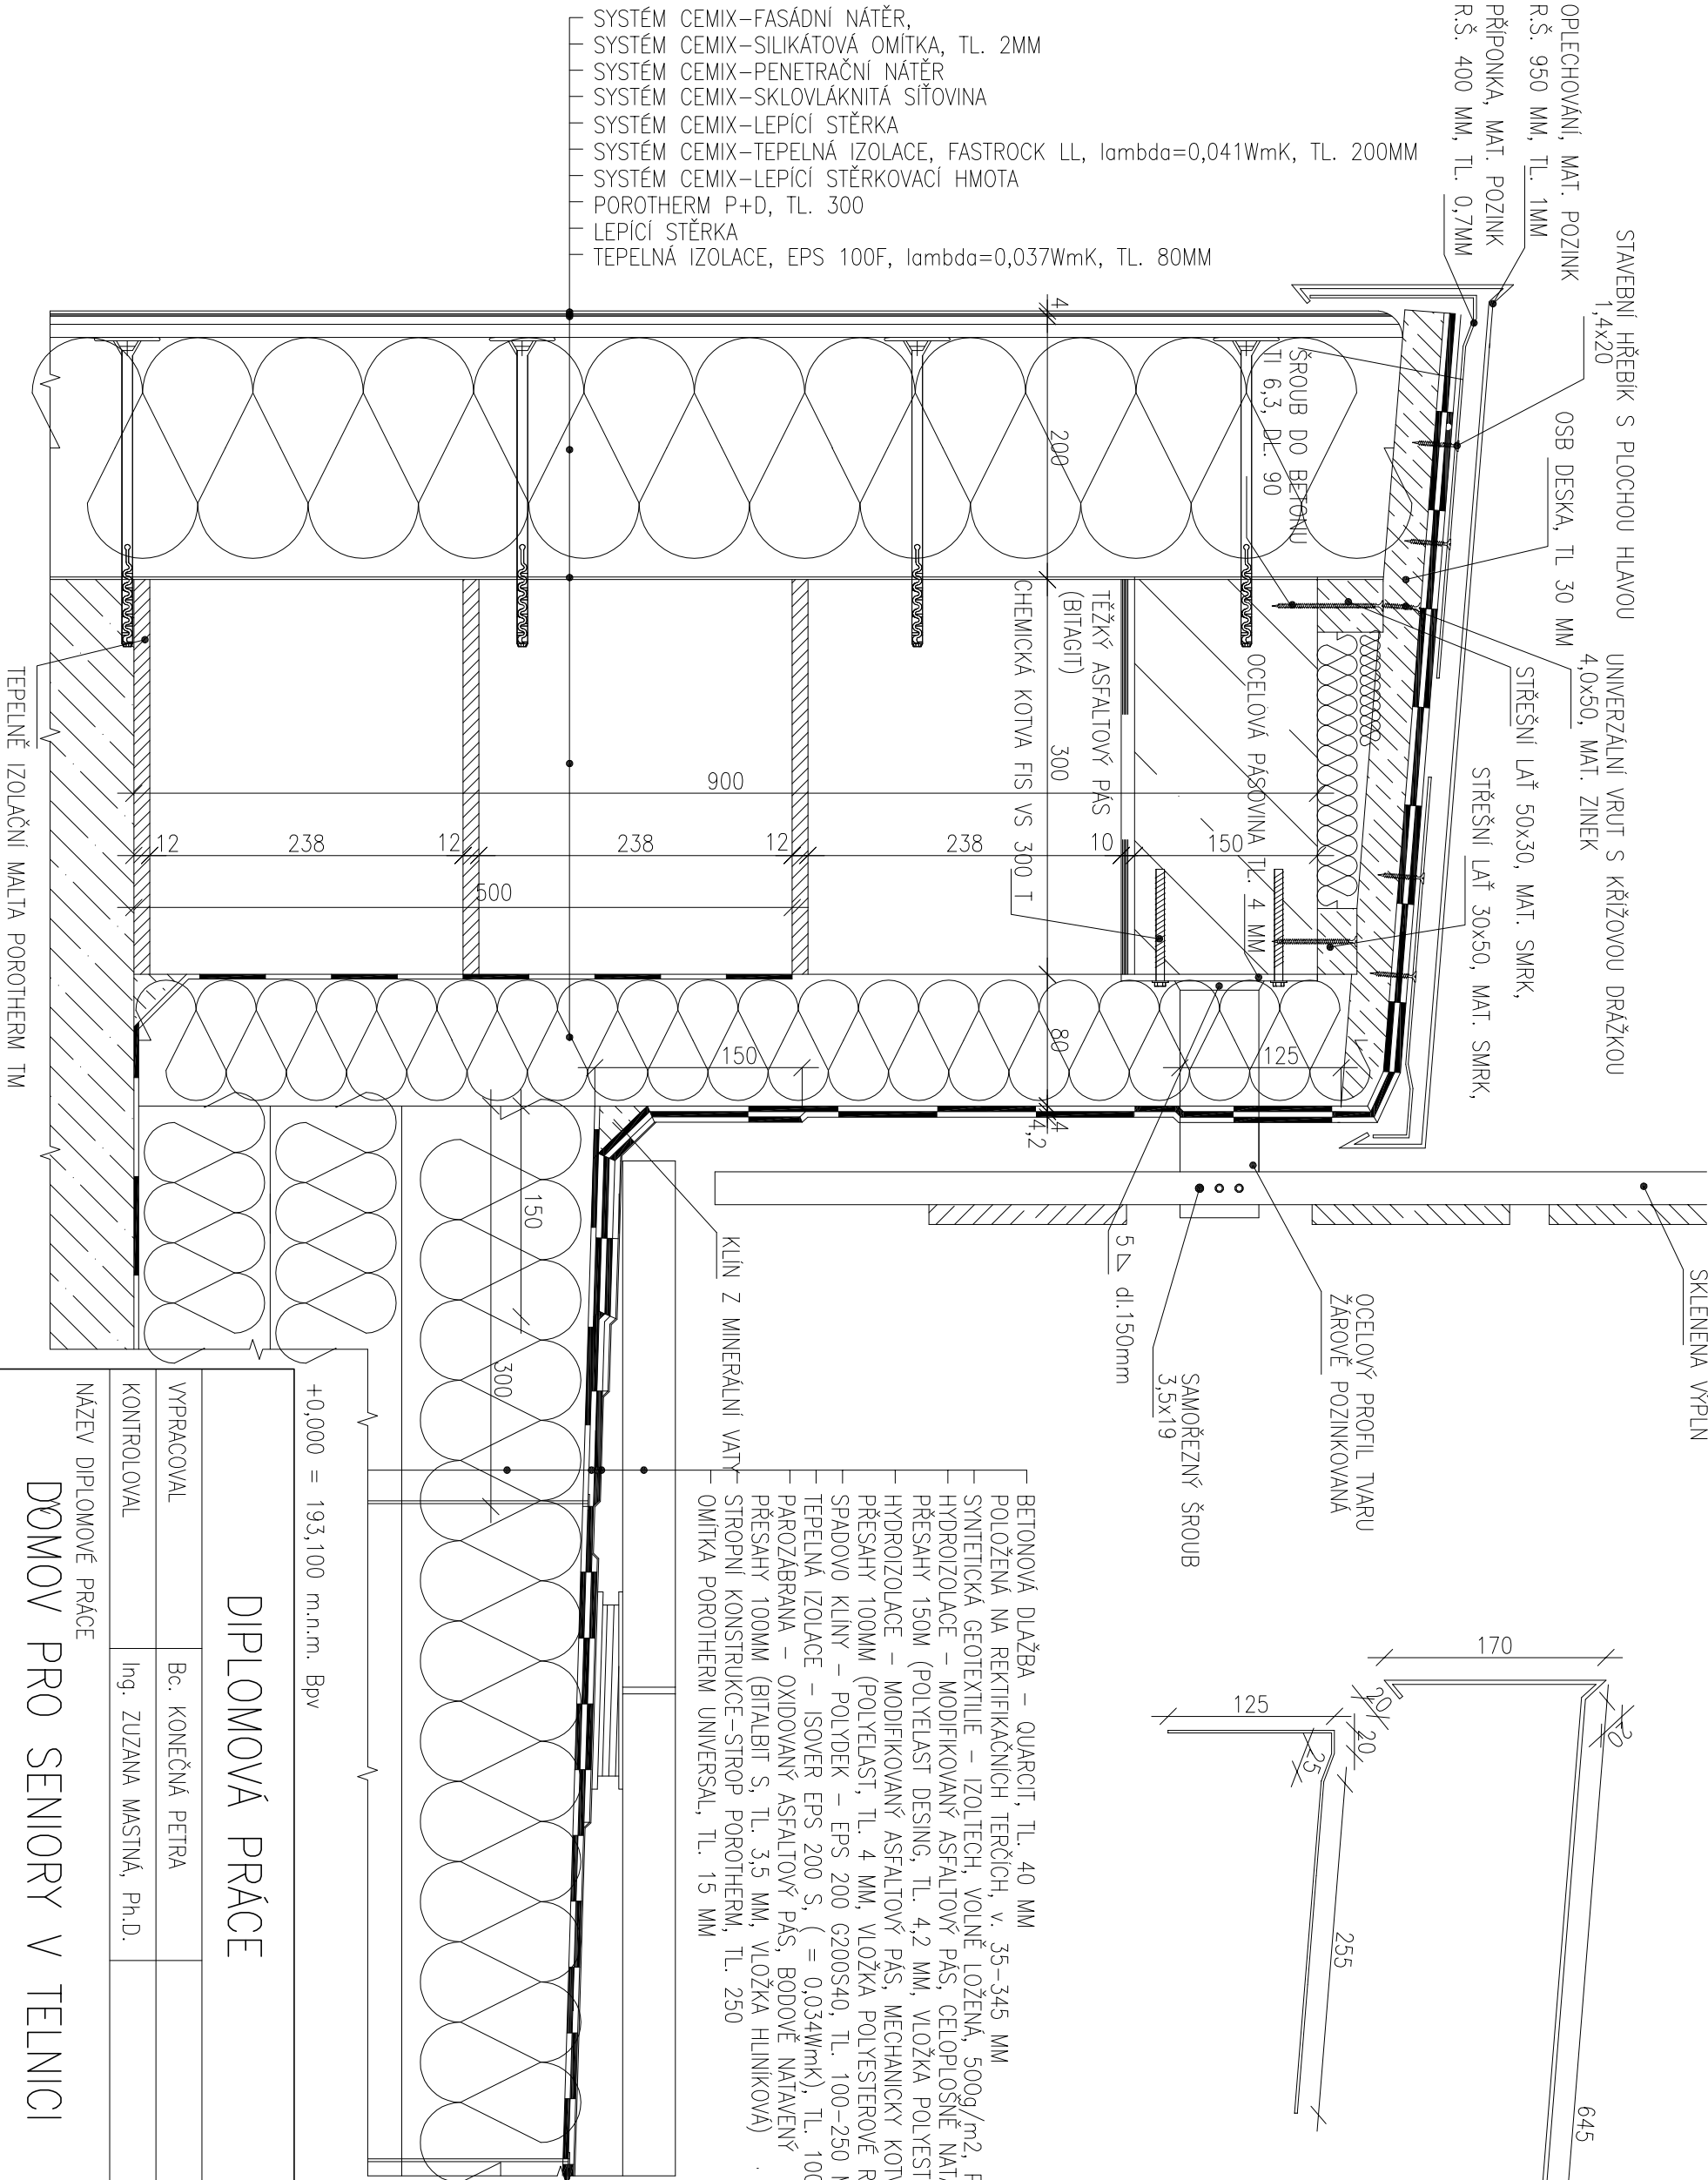 SYSTÉM CEMIX-FASÁDNÍ NÁTĚR,
SYSTÉM CEMIX-SILIKÁTOVÁ OMÍTKA, TL. 2MM
SYSTÉM CEMIX-PENETRAČNÍ NÁTĚR
SYSTÉM CEMIX-SKLOVLÁKNITÁ SÍŤOVINA
SYSTÉM CEMIX-LEPÍCÍ STĚRKA
SYSTÉM CEMIX-TEPELNÁ IZOLACE, FASTROCK LL, lambda=0,041WmK, TL. 200MM
SYSTÉM CEMIX-LEPÍCÍ STĚRKOVACÍ HMOTA
POROTHERM P+D, TL. 300
LEPÍCÍ STĚRKA
TEPELNÁ IZOLACE, EPS 100F, lambda=0,037WmK, TL. 80MM
OPLECHOVÁNÍ, MAT. POZINK
R.Š. 950 MM, TL. 1MM
PŘÍPONKA, MAT. POZINK
R.Š. 400 MM, TL. 0,7MM
STAVEBNÍ HŘEBÍK S PLOCHOU HLAVOU
1,4x20
OSB DESKA, TL 30 MM
UNIVERZÁLNÍ VRUT S KŘÍŽOVOU DRÁŽKOU
4,0x50, MAT. ZINEK
STŘEŠNÍ LAŤ 50x30, MAT. SMRK,
STŘEŠNÍ LAŤ 30x50, MAT. SMRK,
ŠROUB DO BETONU
TI 6,3, DL. 90
OCELOVÁ PÁSOVINA TL. 4 MM
TĚŽKÝ ASFALTOVÝ PÁS
(BITAGIT)
CHEMICKÁ KOTVA FIS VS 300 T
4
200
300
80
4
4,2
900
12
238
12
238
12
238
10
150
500
150
125
150
300
TEPELNĚ IZOLAČNÍ MALTA POROTHERM TM
SKLENĚNÁ VÝPLŇ
OCELOVÝ PROFIL TVARU
ŽÁROVĚ POZINKOVANÁ
5 dl.150mm
SAMOŘEZNÝ ŠROUB
3,5x19
KLÍN Z MINERÁLNÍ VATY
BETONOVÁ DLAŽBA - QUARCIT, TL. 40 MM
POLOŽENÁ NA REKTIFIKAČNÍCH TERČÍCH, v. 35-345 MM
SYNTETICKÁ GEOTEXTILIE - IZOLTECH, VOLNĚ LOŽENÁ, 500g/m2,
HYDROIZOLACE - MODIFIKOVANÝ ASFALTOVÝ PÁS, CELOPLOŠNĚ
PŘESAHY 150M (POLYELAST DESING, TL. 4,2 MM, VLOŽKA
HYDROIZOLACE - MODIFIKOVANÝ ASFALTOVÝ PÁS, MECHANICKY
PŘESAHY 100MM (POLYELAST, TL. 4 MM, VLOŽKA POLYESTEROVÉ
SPADOVO KLÍNY - POLYDEK - EPS 200 G200S40, TL. 100-250
TEPELNÁ IZOLACE - ISOVER EPS 200 S, ( = 0,034WmK), TL. 100
PAROZÁBRANA - OXIDOVANÝ ASFALTOVÝ PÁS, BODOVĚ NATAVENÝ
PŘESAHY 100MM (BITALBIT S, TL. 3,5 MM, VLOŽKA HLINÍKOVÁ)
STROPNÍ KONSTRUKCE-STROP POROTHERM, TL. 250
OMÍTKA POROTHERM UNIVERSAL, TL. 15 MM
170
20
20
645
125
20
25
255
+0,000 = 193,100 m.n.m. Bpv
DIPLOMOVÁ PRÁCE
VYPRACOVAL
Bc. KONEČNÁ PETRA
KONTROLOVAL
Ing. ZUZANA MASTNÁ, Ph.D.
NÁZEV DIPLOMOVÉ PRÁCE
DOMOV PRO SENIORY V TELNICI